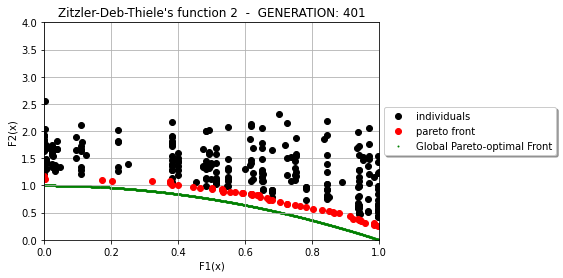 Zitzler-Deb-Thiele's function 2 - GENERATION: 401
4.0
3.5
3.0
2.5
2.0
1.5
1.0
0.5
0.0
F2(x)
0.0 0.2 0.4 0.6 0.8 1.0
F1(x)
individuals
pareto front
Global Pareto-optimal Front